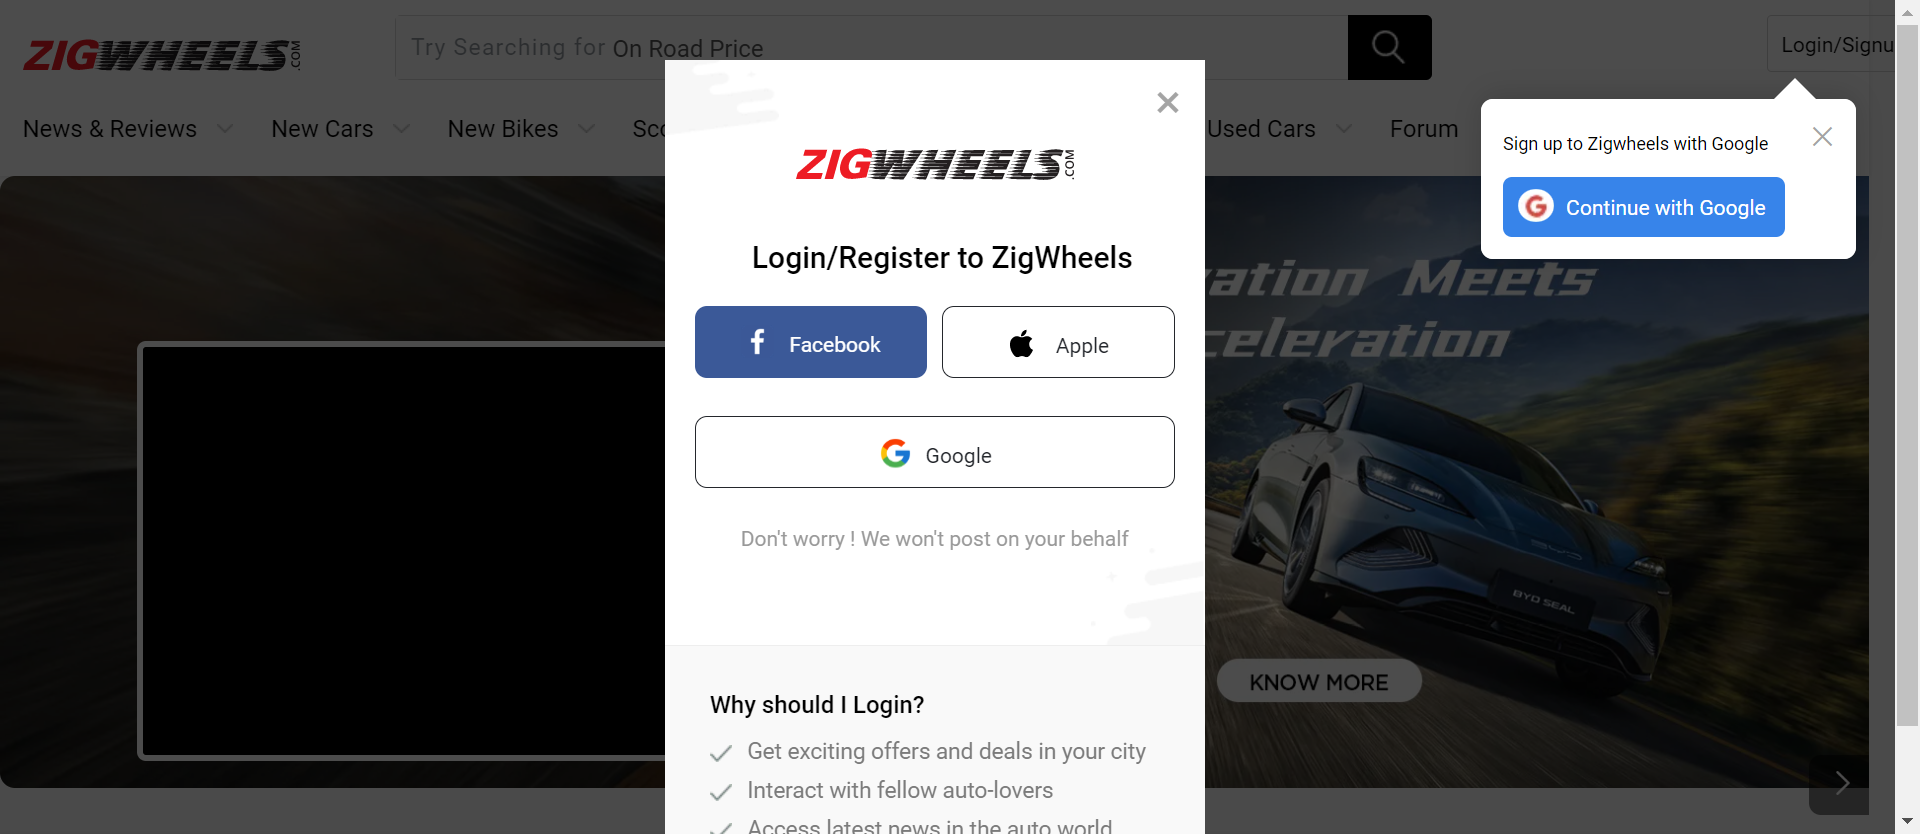 ZIGWHEELS.COM
Try Searching for On Road Price
Login/Signu
News & Reviews
New Cars
New Bikes
Sco
Used Cars
Forum
Sign up to Zigwheels with Google
Continue with Google
ZIGWHEELS.COM
Login/Register to ZigWheels
Facebook
Apple
Google
Don't worry ! We won't post on your behalf
ation Meets
celeration
BYD
BYD SEAL
KNOW MORE
Why should I Login?
Get exciting offers and deals in your city
Interact with fellow auto-lovers
Access latest news in the auto world